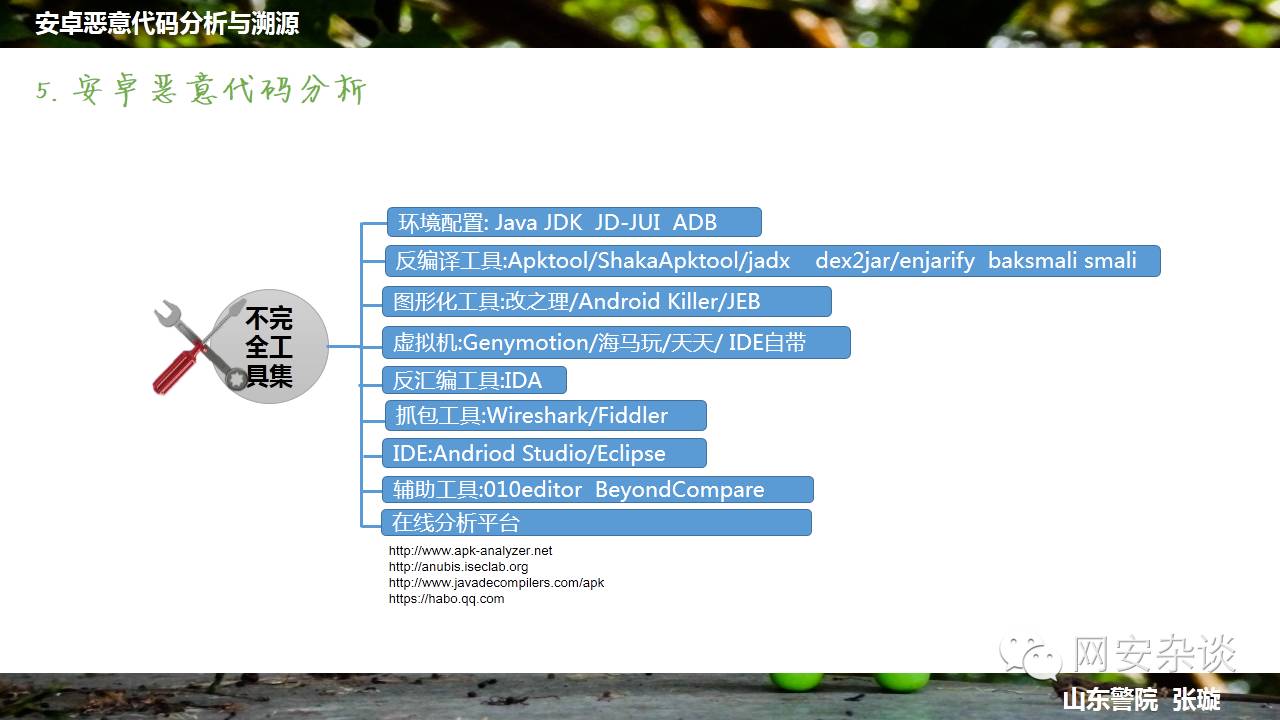 安卓恶意代码分析与溯源
5. 安卓恶意代码分析
环境配置: Java JDK  JD-JUI  ADB
反编译工具:Apktool/ShakaApktool/jadx    dex2jar/enjarify  baksmali smali
图形化工具:改之理/Android Killer/JEB
不完
全工
具集
虚拟机:Genymotion/海马玩/天天/ IDE自带
反汇编工具:IDA
抓包工具:Wireshark/Fiddler
IDE:Andriod Studio/Eclipse
辅助工具:010editor  BeyondCompare
在线分析平台
http://www.apk-analyzer.net
http://anubis.iseclab.org
http://www.javadecompilers.com/apk
https://habo.qq.com
网安杂谈
山东警院  张璇